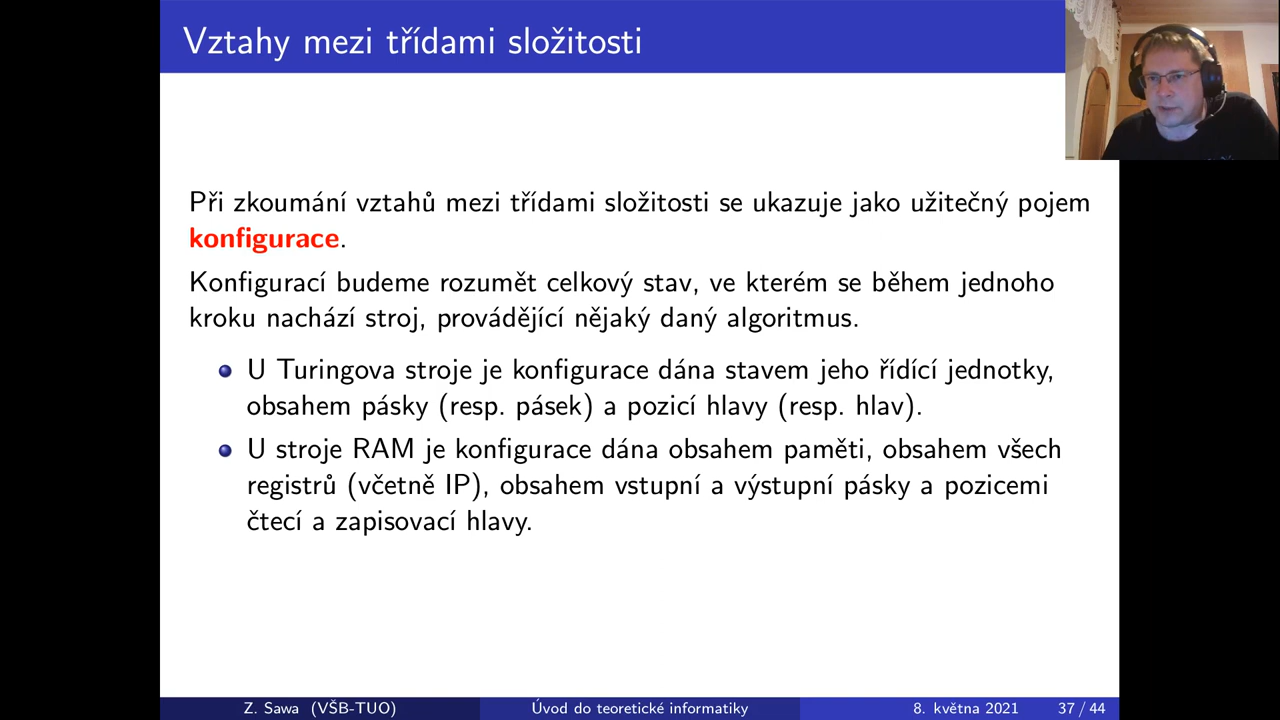 Vztahy mezi třídami složitosti
Při zkoumání vztahů mezi třídami složitosti se ukazuje jako užitečný pojem
konfigurace.
Konfigurací budeme rozumět celkový stav, ve kterém se během jednoho
kroku nachází stroj, provádějící nějaký daný algoritmus.
U Turingova stroje je konfigurace dána stavem jeho řídící jednotky,
obsahem pásky (resp. pásek) a pozicí hlavy (resp. hlav).
U stroje RAM je konfigurace dána obsahem paměti, obsahem všech
registrů (včetně IP), obsahem vstupní a výstupní pásky a pozicemi
čtecí a zapisovací hlavy.
Z. Sawa (VŠB-TUO) Úvod do teoretické informatiky 8. května 2021 37 / 44